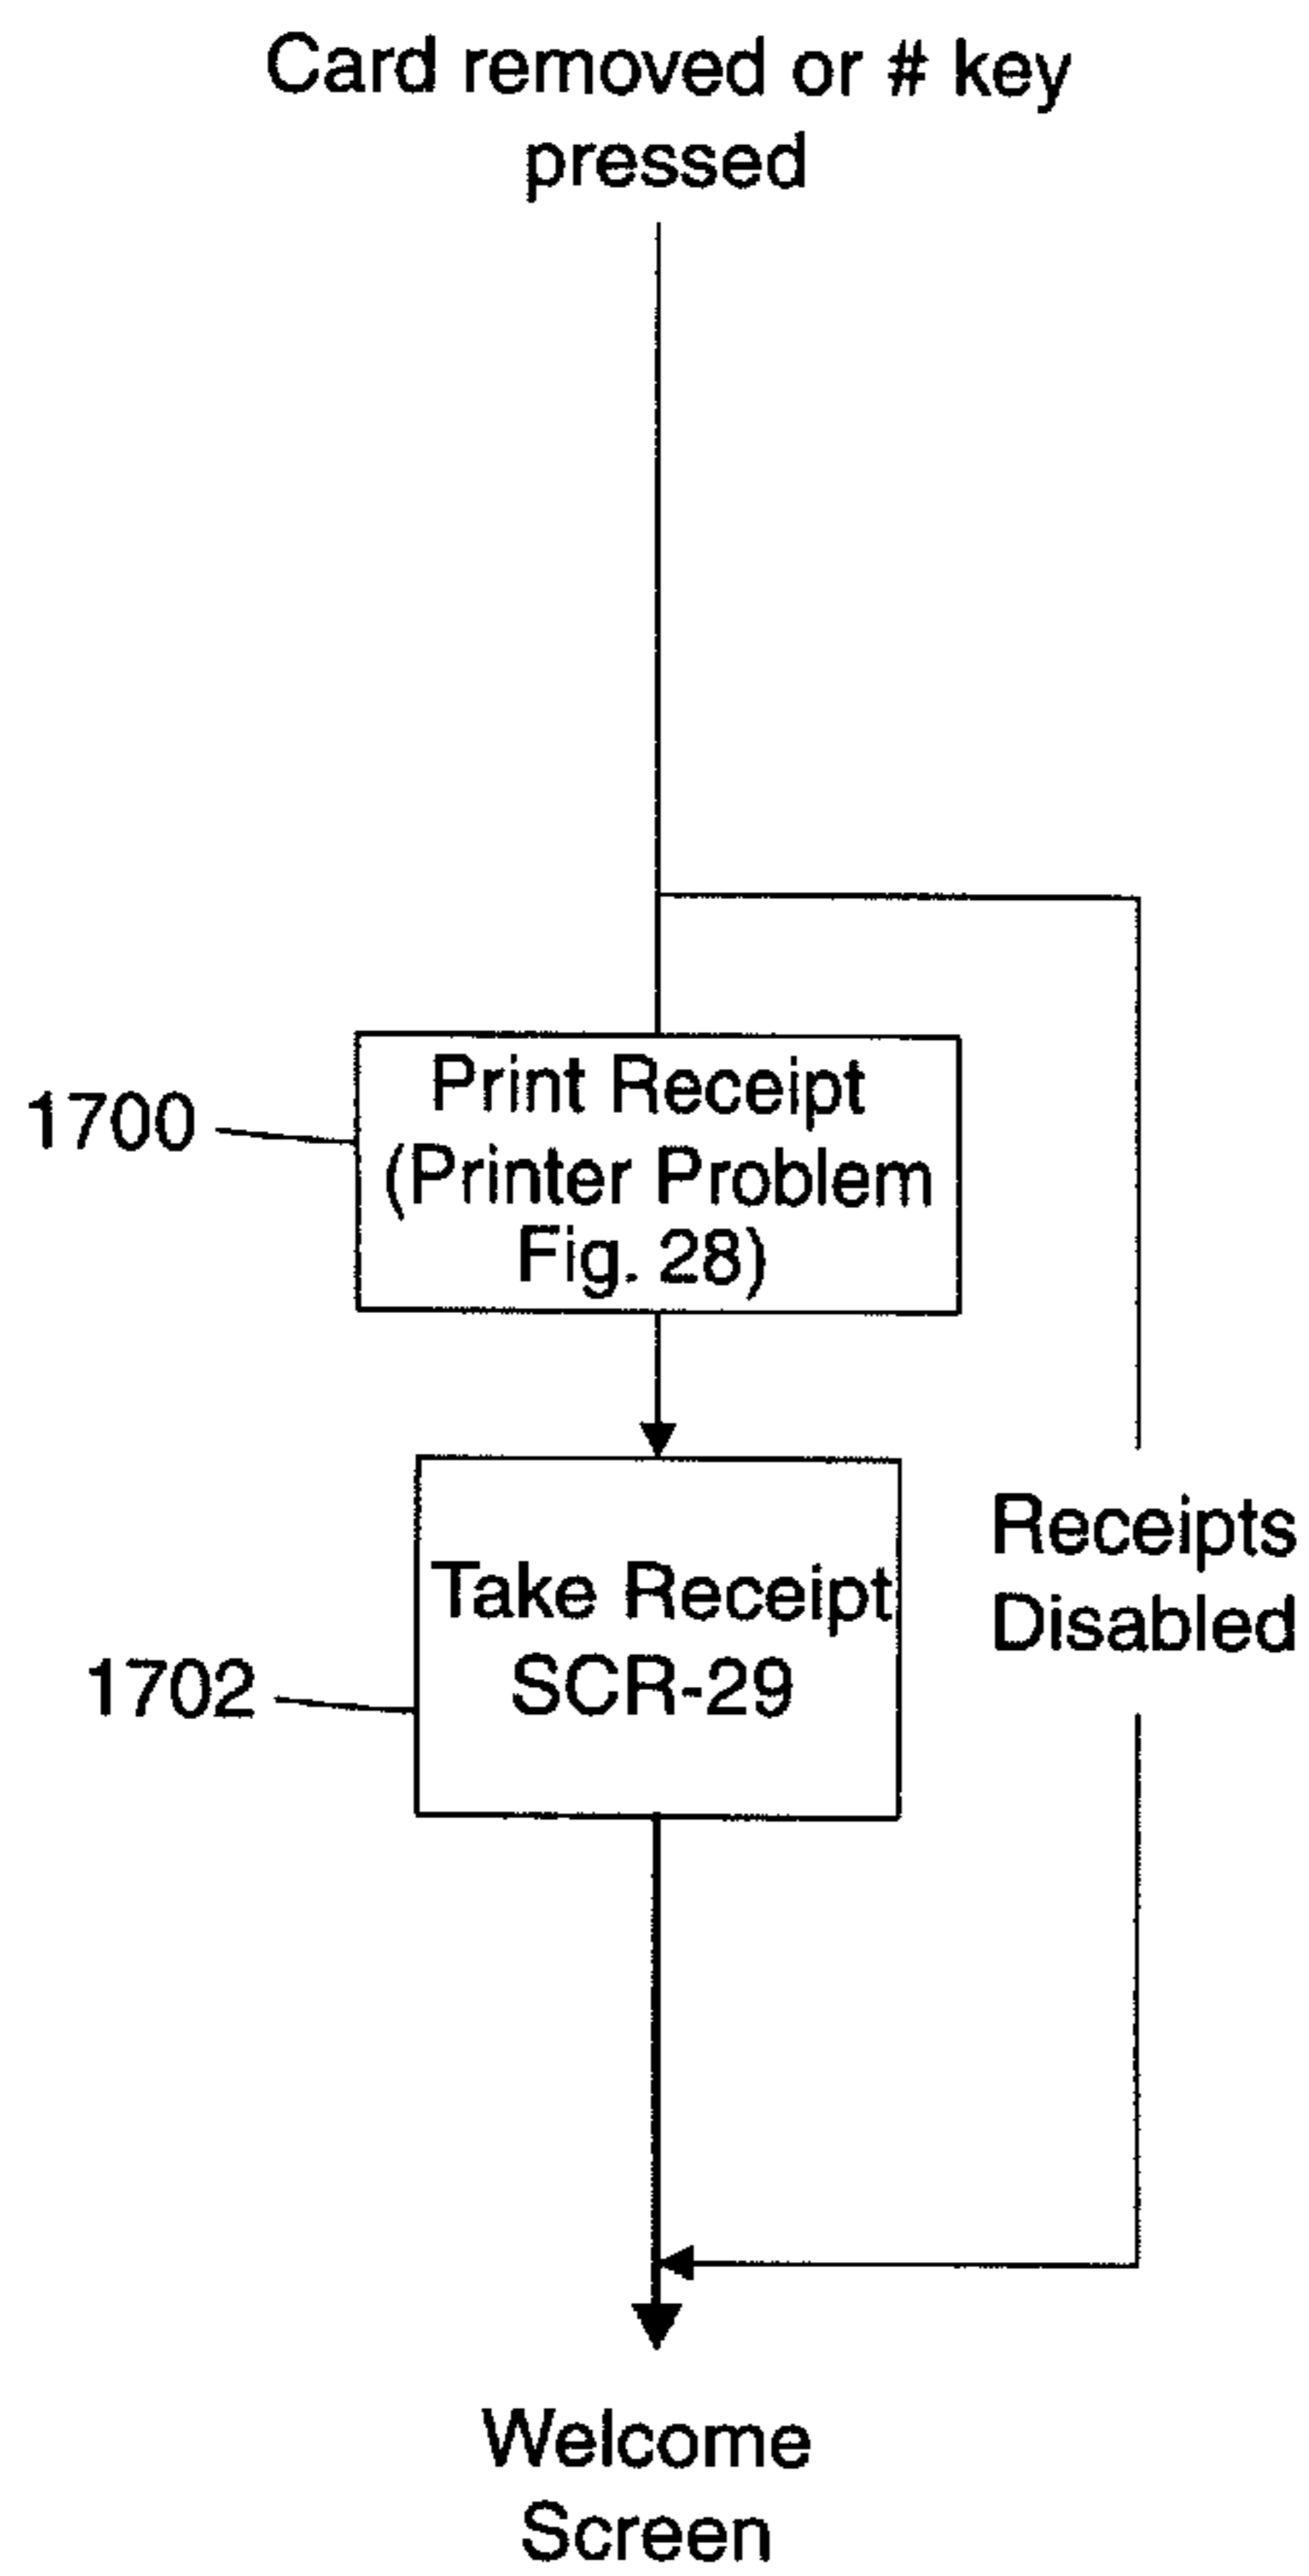 Card removed or # key
pressed
1700
Print Receipt
(Printer Problem
Fig. 28)
1702
Take Receipt
SCR-29
Receipts
Disabled
Welcome
Screen